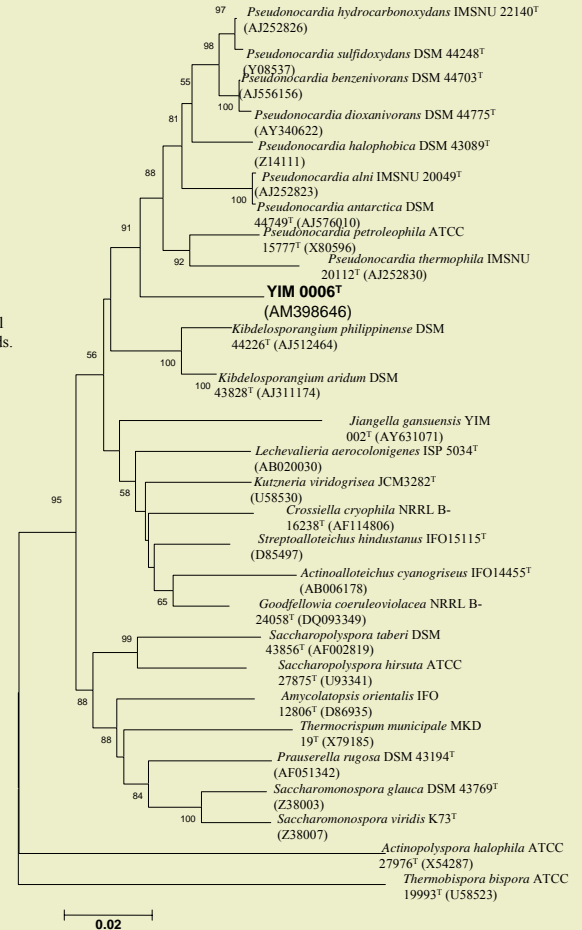 97
Pseudonocardia hydrocarbonoxydans IMSNU 22140ᵀ
(AJ252826)
98
Pseudonocardia sulfidoxydans DSM 44248ᵀ
(Y08537)
55
Pseudonocardia benzenivorans DSM 44703ᵀ
(AJ556156)
100
81
Pseudonocardia dioxanivorans DSM 44775ᵀ
(AY340622)
Pseudonocardia halophobica DSM 43089ᵀ
(Z14111)
88
Pseudonocardia alni IMSNU 20049ᵀ
(AJ252823)
100
Pseudonocardia antarctica DSM
44749ᵀ (AJ576010)
91
Pseudonocardia petroleophila ATCC
15777ᵀ (X80596)
92
Pseudonocardia thermophila IMSNU
20112ᵀ (AJ252830)
YIM 0006ᵀ
(AM398646)
ds.
Kibdelosporangium philippinense DSM
44226ᵀ (AJ512464)
56
100
Kibdelosporangium aridum DSM
43828ᵀ (AJ311174)
100
Jiangella gansuensis YIM
002ᵀ (AY631071)
Lechevalieria aerocolonigenes ISP 5034ᵀ
(AB020030)
58
Kutzneria viridogrisea JCM3282ᵀ
(U58530)
95
Crossiella cryophila NRRL B-
16238ᵀ (AF114806)
Streptoalloteichus hindustanus IFO15115ᵀ
(D85497)
Actinoalloteichus cyanogriseus IFO14455ᵀ
(AB006178)
65
Goodfellowia coeruleoviolacea NRRL B-
24058ᵀ (DQ093349)
99
Saccharopolyspora taberi DSM
43856ᵀ (AF002819)
Saccharopolyspora hirsuta ATCC
27875ᵀ (U93341)
88
Amycolatopsis orientalis IFO
12806ᵀ (D86935)
88
Thermocrispum municipale MKD
19ᵀ (X79185)
Prauserella rugosa DSM 43194ᵀ
(AF051342)
84
Saccharomonospora glauca DSM 43769ᵀ
(Z38003)
100
Saccharomonospora viridis K73ᵀ
(Z38007)
Actinopolyspora halophila ATCC
27976ᵀ (X54287)
Thermobispora bispora ATCC
19993ᵀ (U58523)
0.02